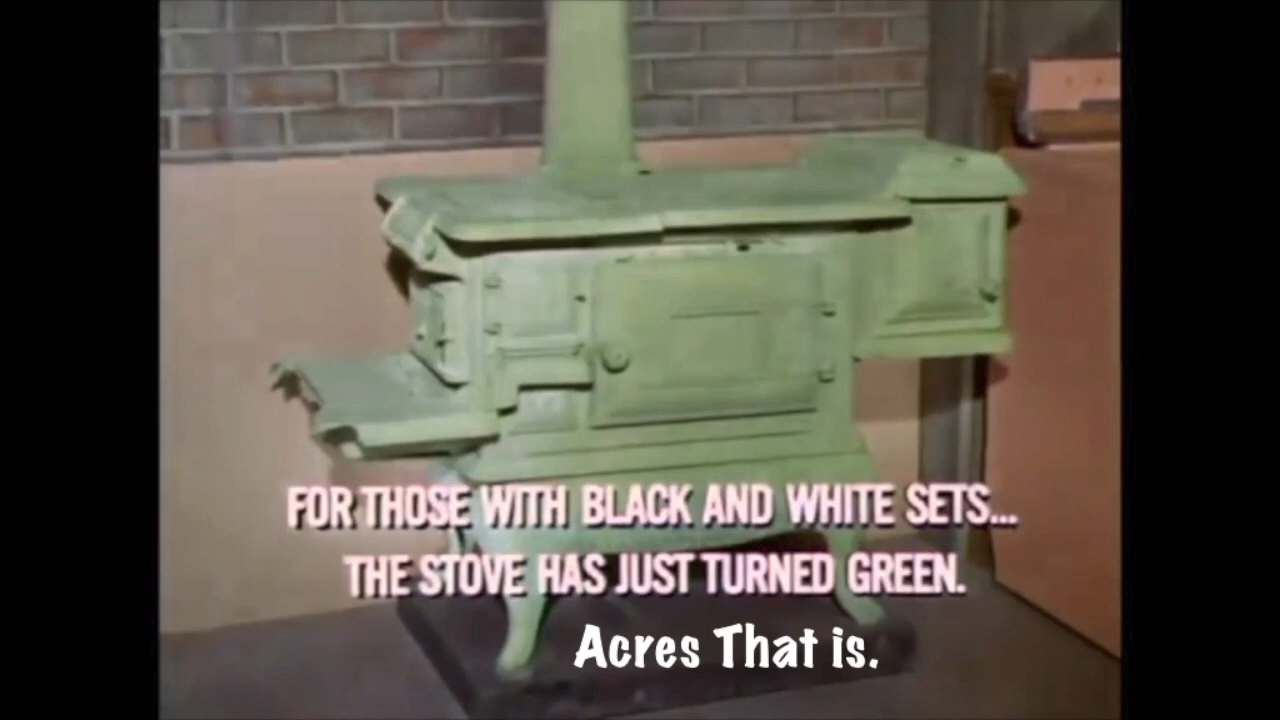 FOR THOSE WITH BLACK AND WHITE SETS...
THE STOVE HAS JUST TURNED GREEN.
Acres That is.